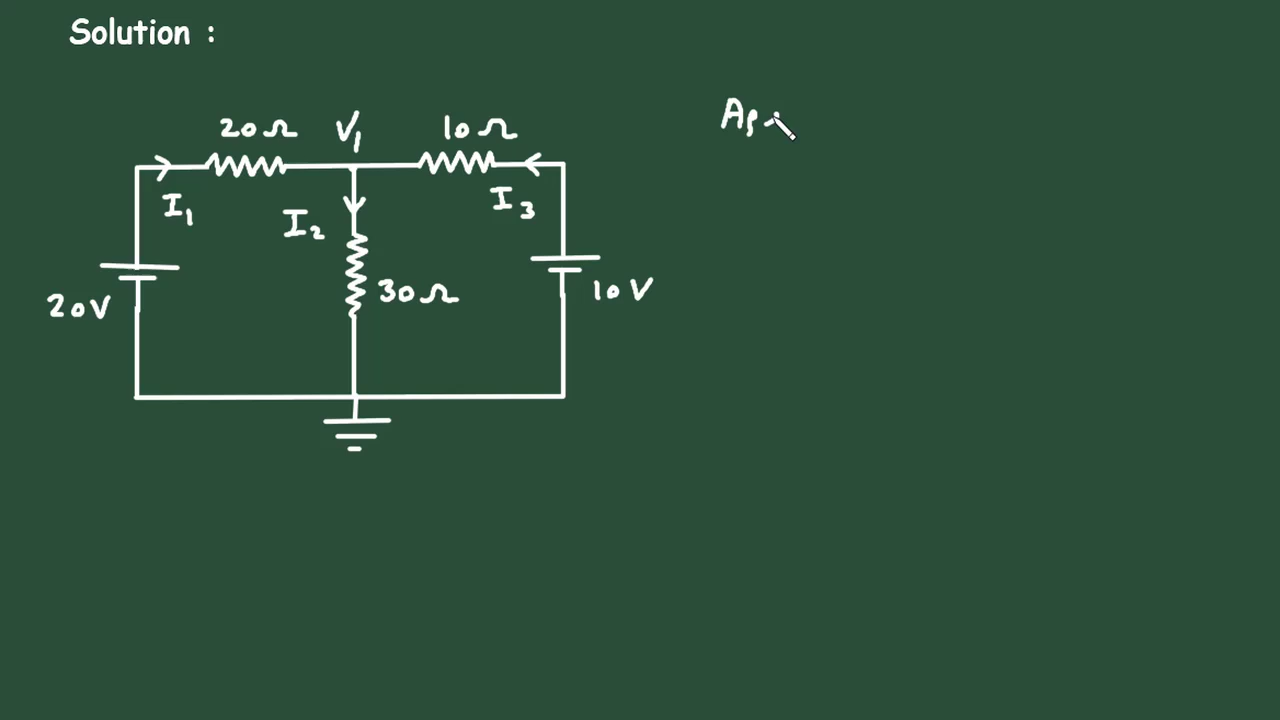 Solution :
20Ω V₁ 10Ω
I₁ I₂ I₃
20V 30Ω 10V